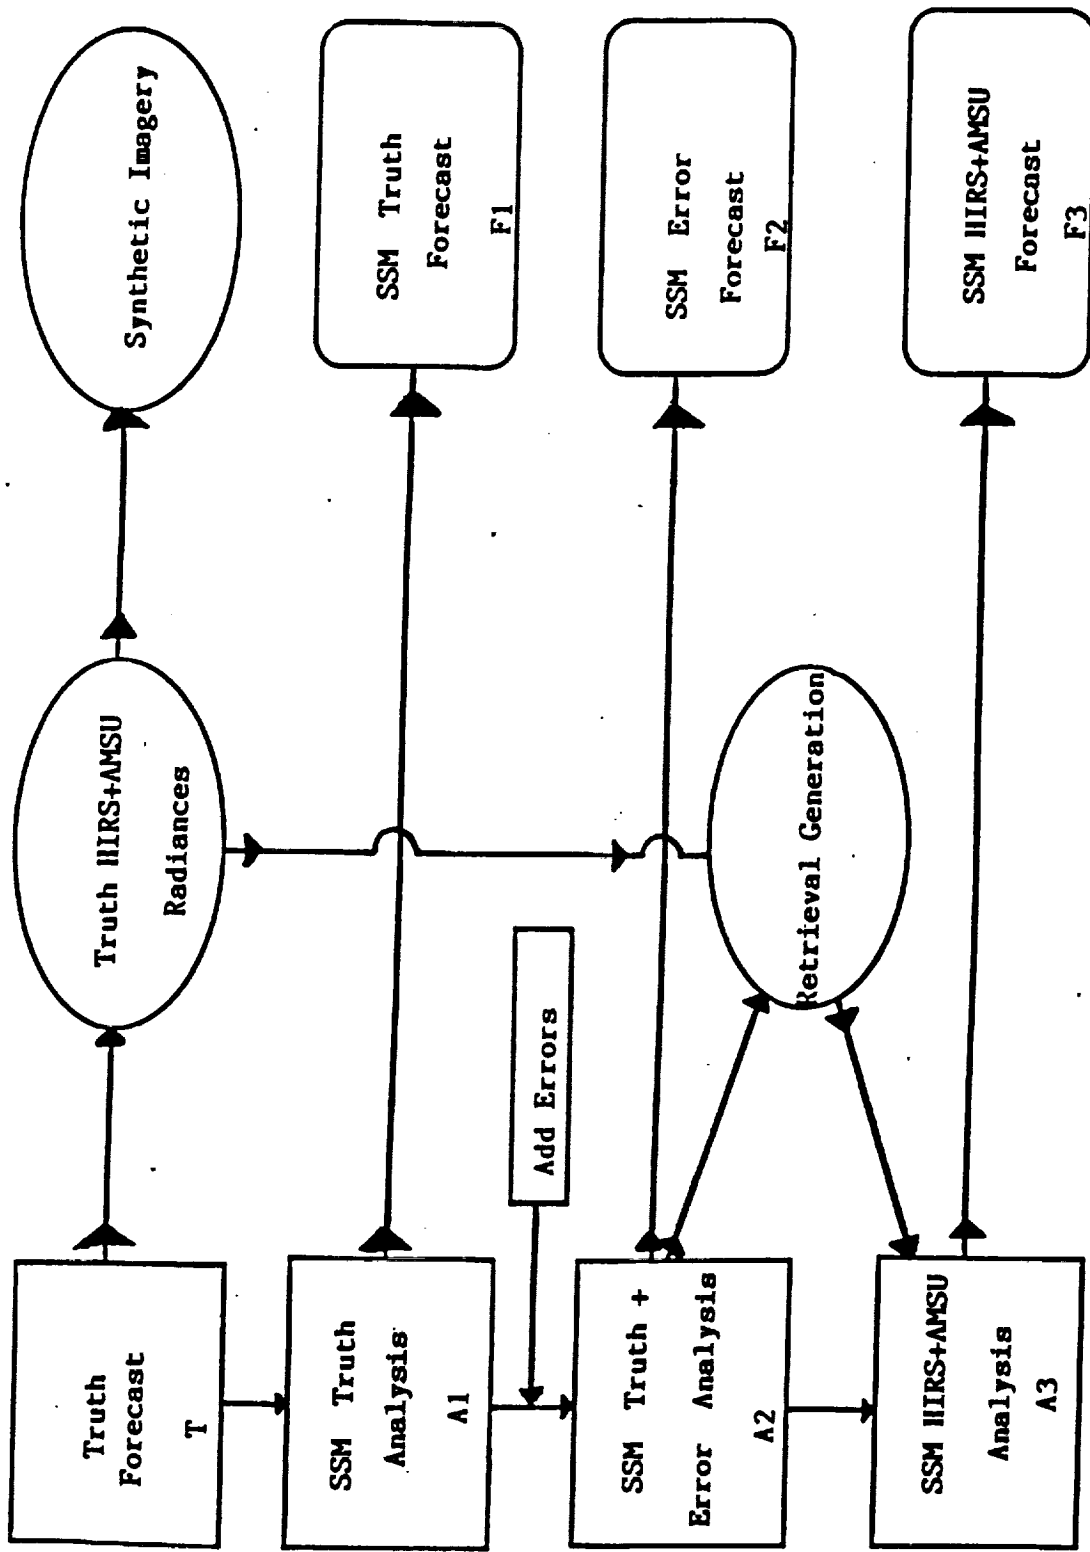 Truth
Forecast
T
Truth HIRS+AMSU
Radiances
Synthetic Imagery
SSM Truth
Analysis
A1
SSM Truth
Forecast
F1
Add Errors
SSM Truth +
Error Analysis
A2
SSM Error
Forecast
F2
Retrieval Generation
SSM HIRS+AMSU
Analysis
A3
SSM HIRS+AMSU
Forecast
F3